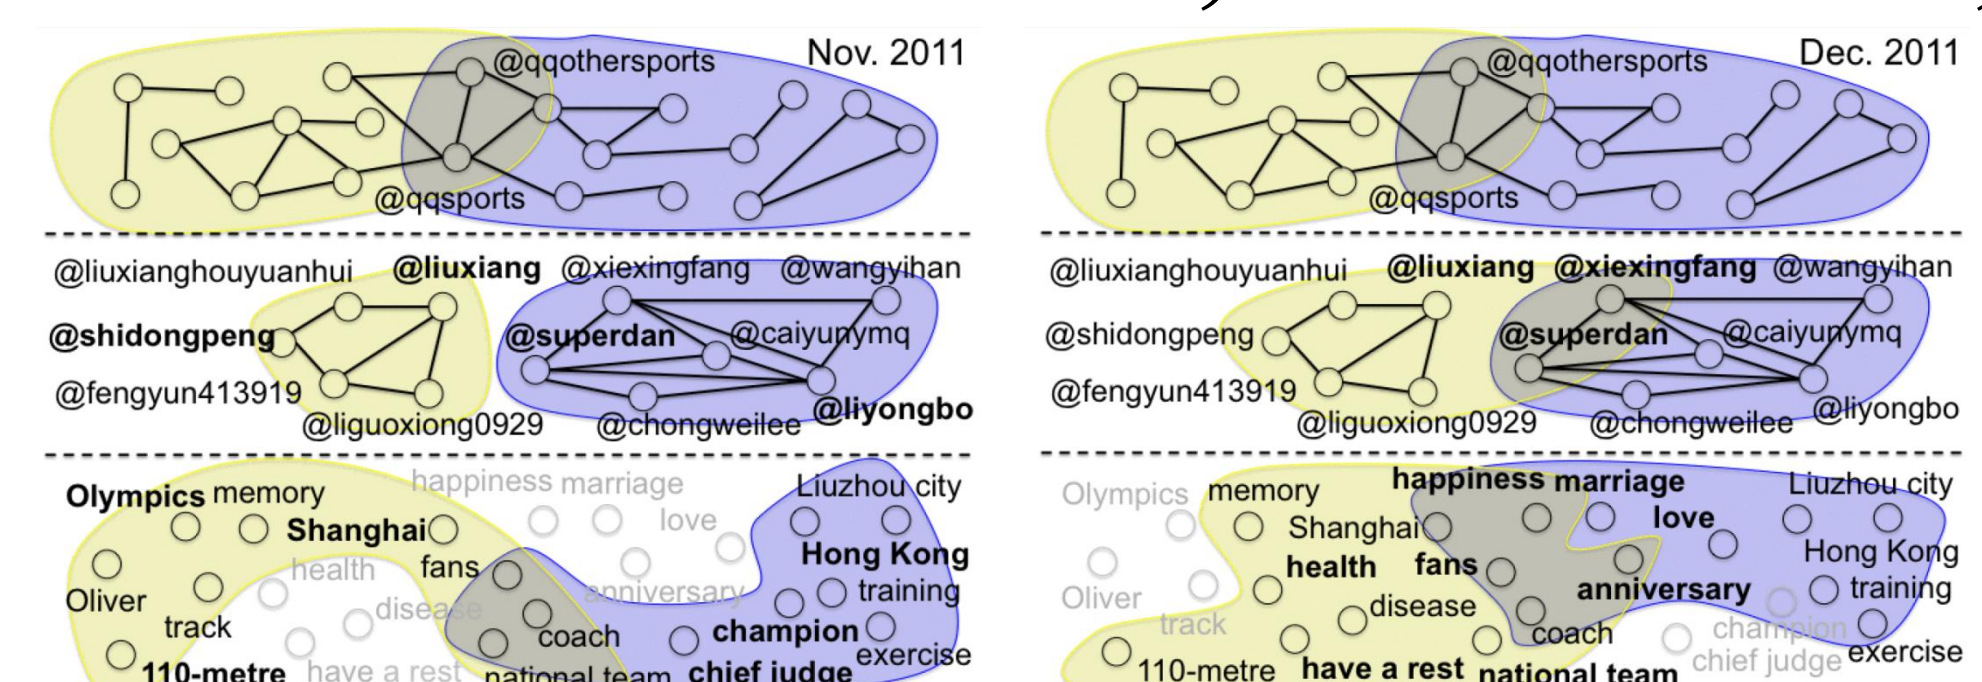 @qqothersports Nov. 2011
@qqsports
@liuxianghouyuanhui @liuxiang @xiexingfang @wangyihan
@shidongpeng @superdan @caiyunymq
@fengyun413919 @liyongbo
@liguoxiong0929 @chongweilee
happiness marriage Liuzhou city
Olympics memory
Shanghai love
Hong Kong
health fans
anniversary training
Oliver disease
track coach champion
exercise
110-metre have a rest national team chief judge
@qqothersports Dec. 2011
@qqsports
@liuxianghouyuanhui @liuxiang @xiexingfang @wangyihan
@shidongpeng @superdan @caiyunymq
@fengyun413919 @liyongbo
@liguoxiong0929 @chongweilee
happiness marriage Liuzhou city
Olympics memory
Shanghai love
Hong Kong
health fans
anniversary training
Oliver disease
track coach champion
exercise
110-metre have a rest national team chief judge